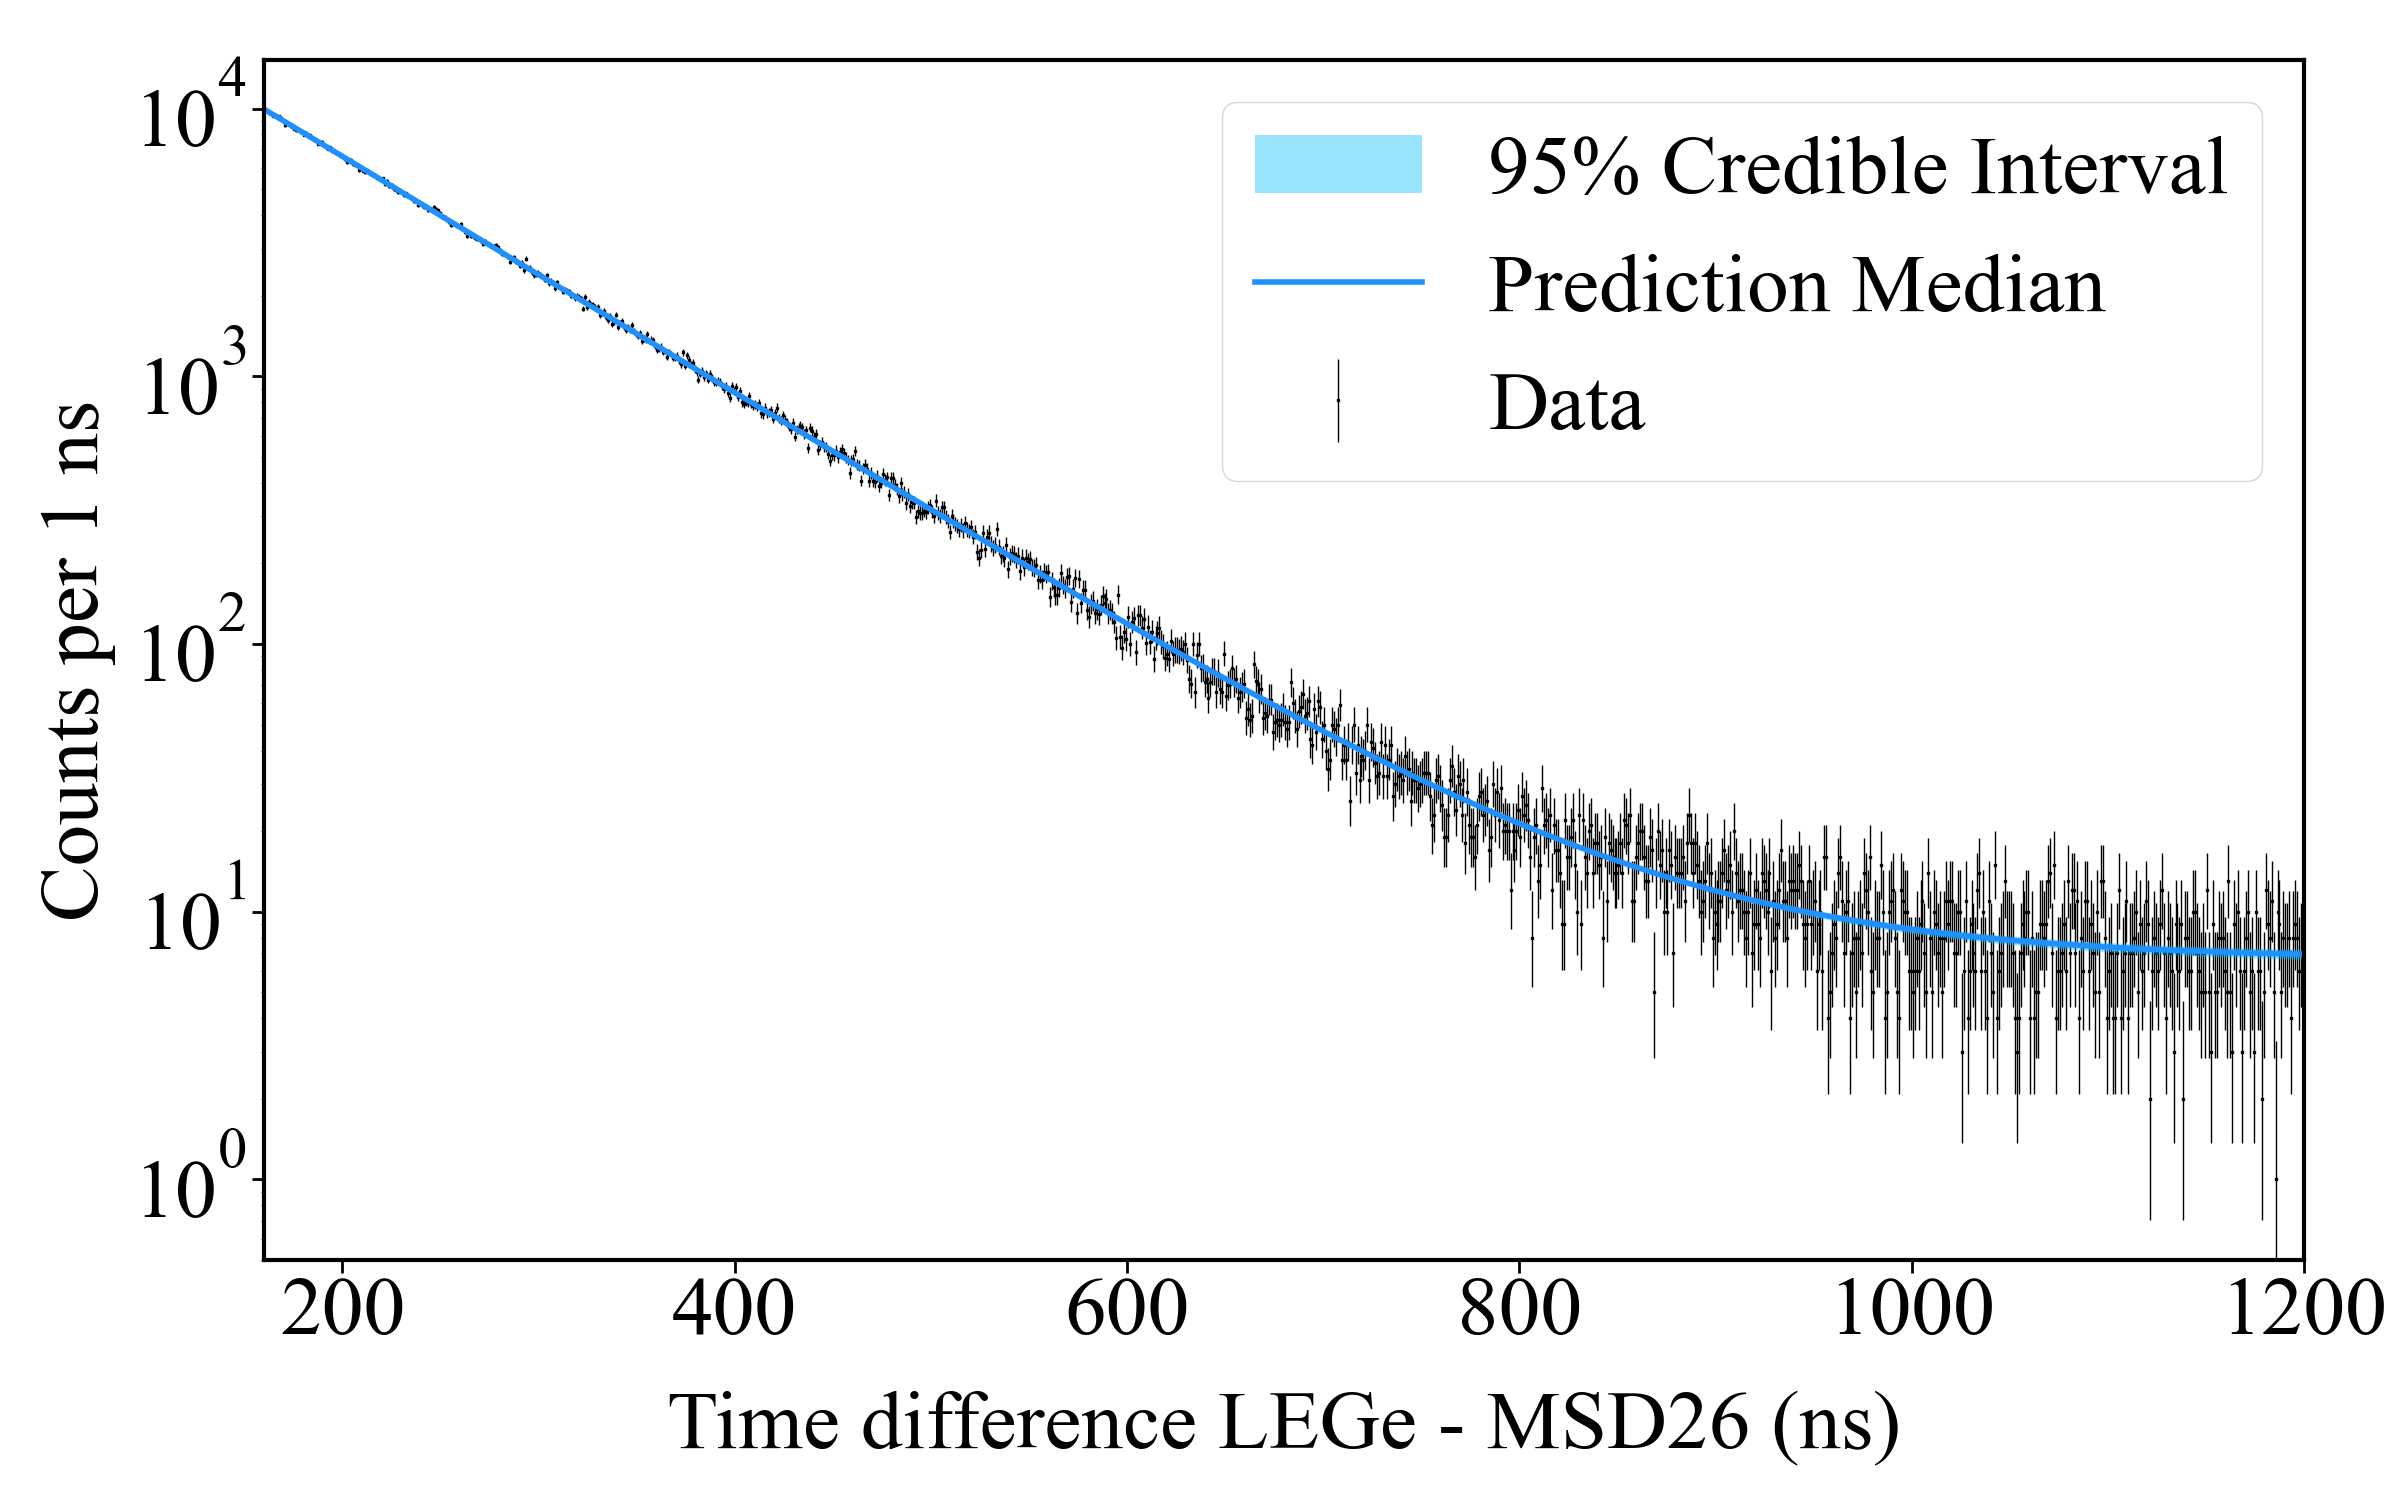 95% Credible Interval
Prediction Median
Data
Counts per 1 ns
10^4
10^3
10^2
10^1
10^0
200 400 600 800 1000 1200
Time difference LEGe - MSD26 (ns)